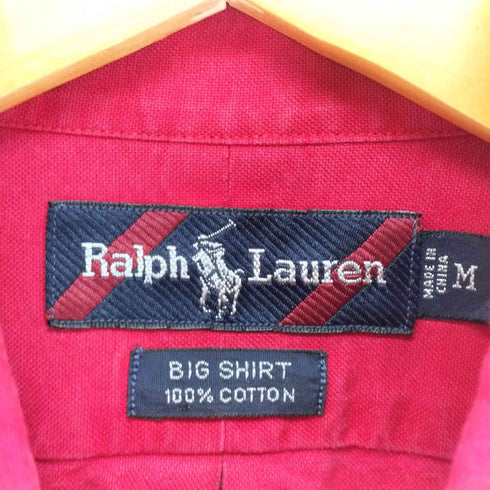 Ralph Lauren
MADE IN
CHINA
M
BIG SHIRT
100% COTTON